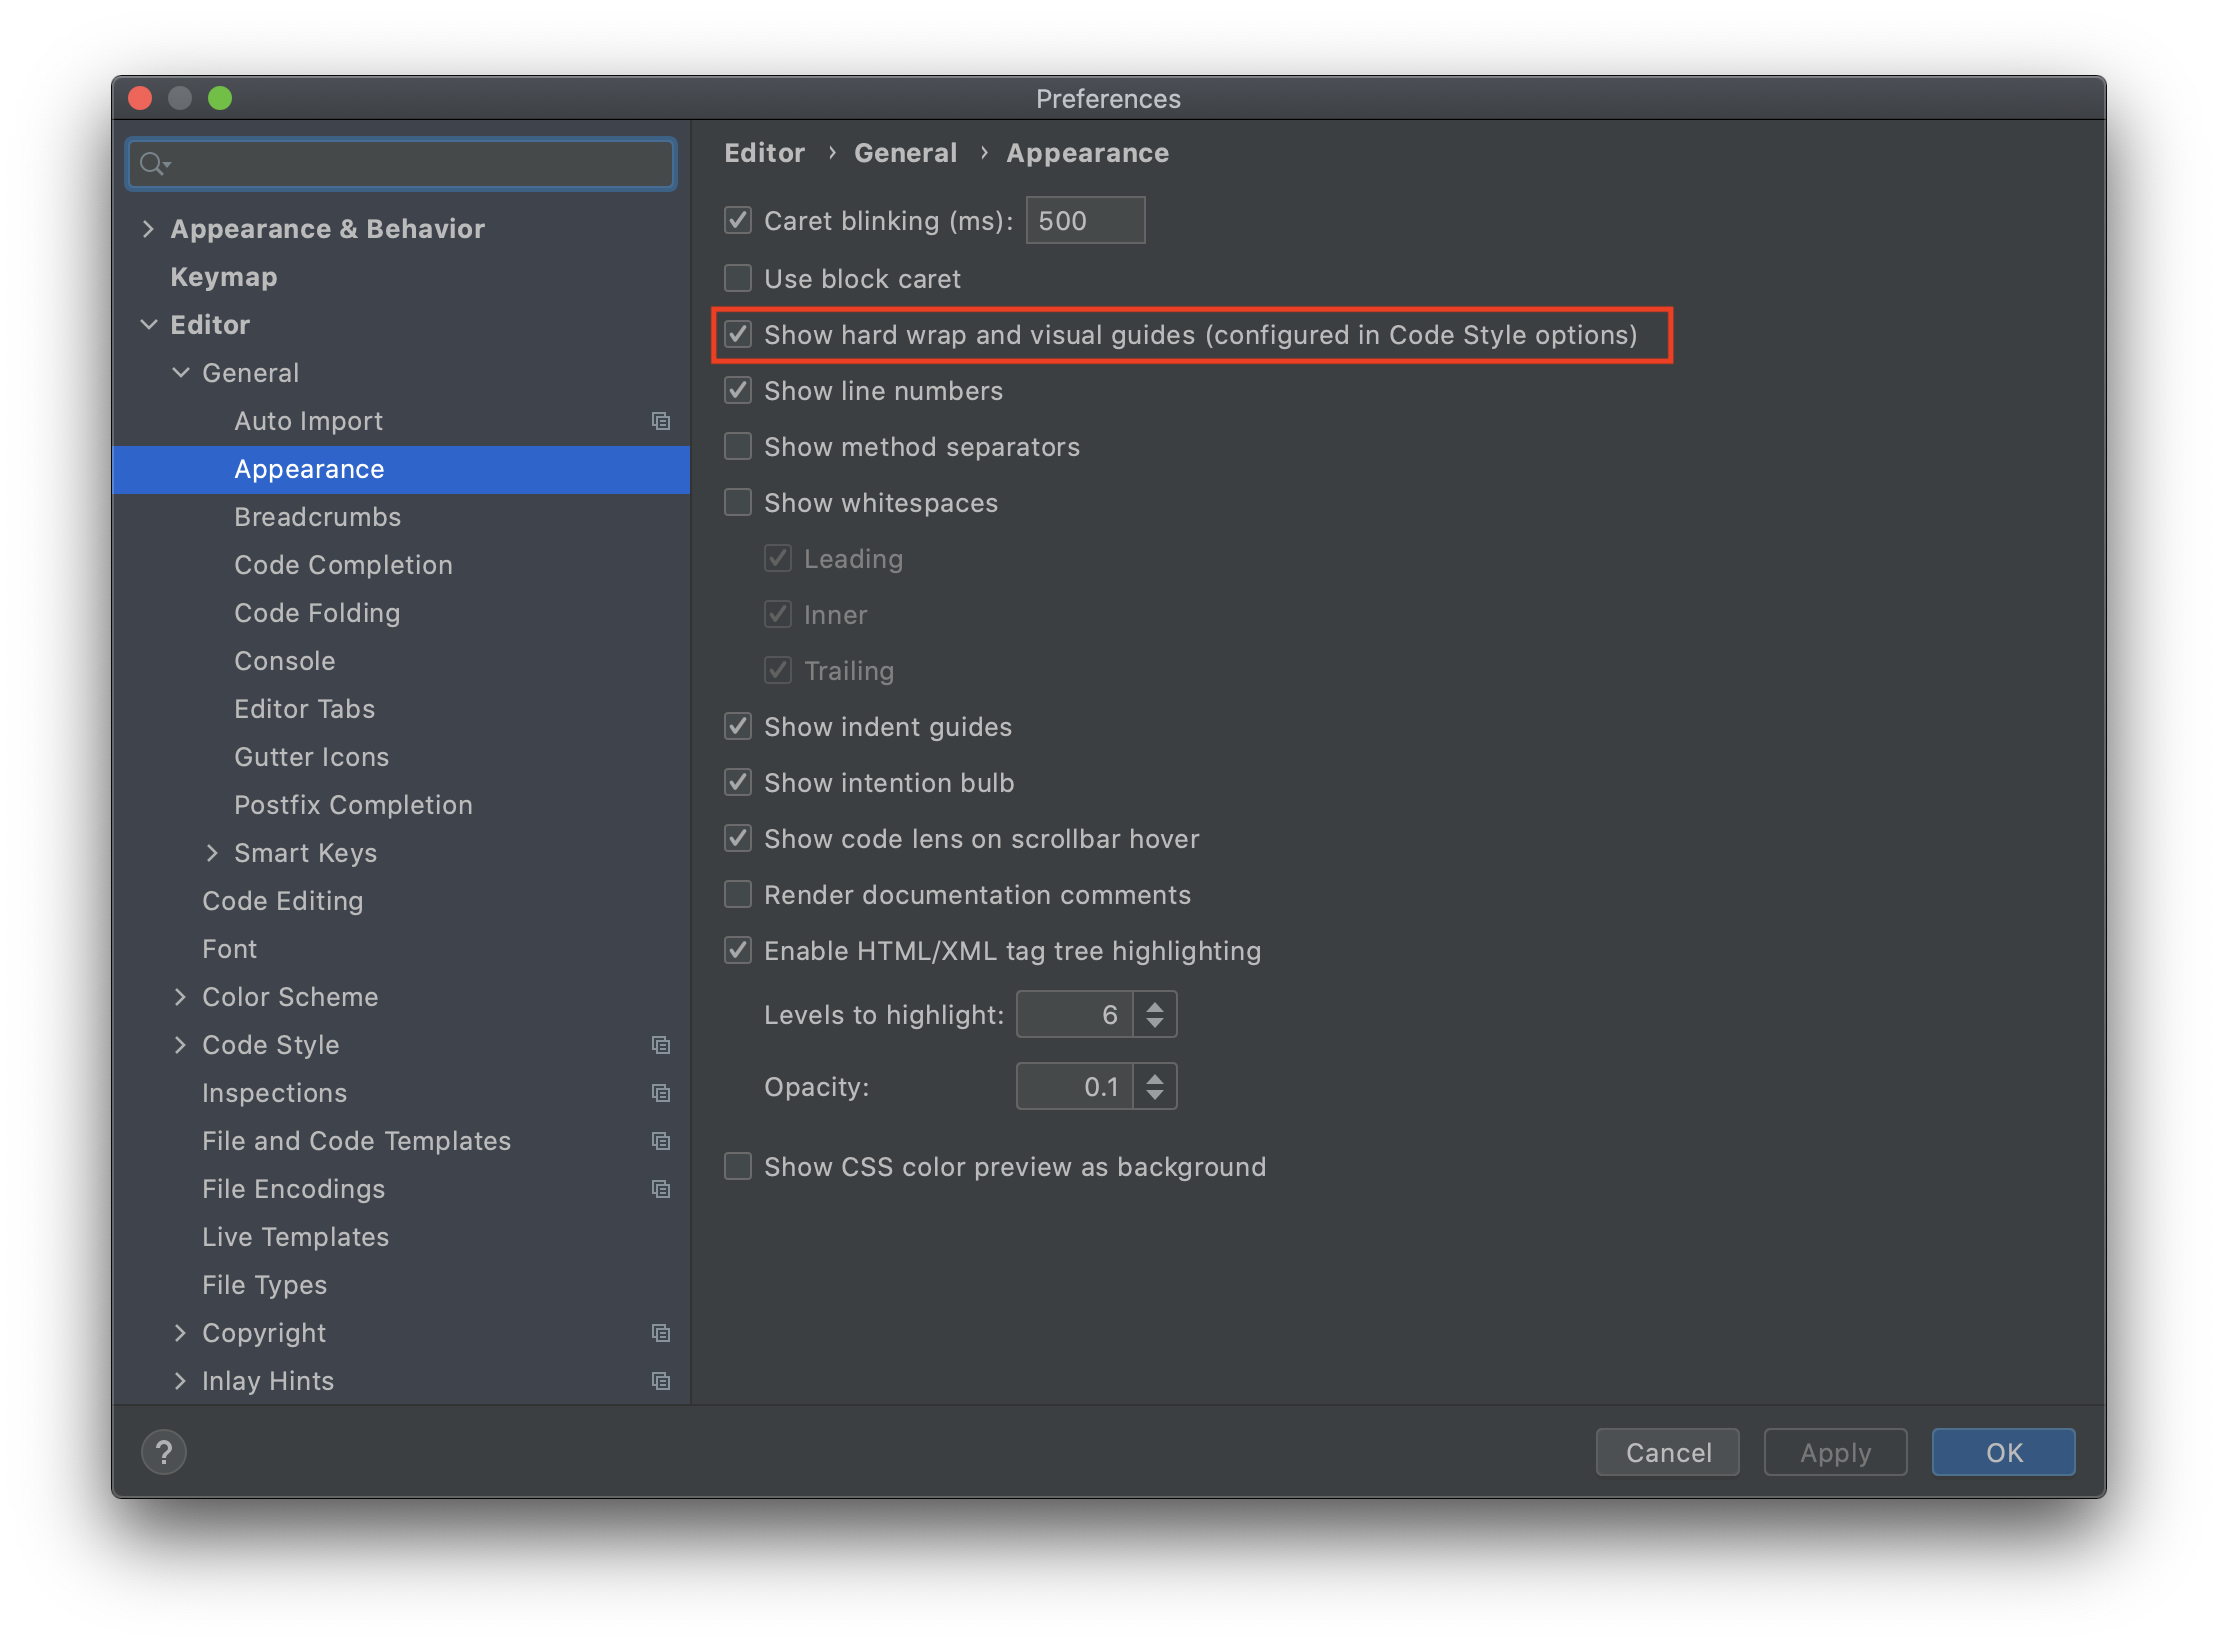 Preferences
Appearance & Behavior
Keymap
Editor
General
Auto Import
Appearance
Breadcrumbs
Code Completion
Code Folding
Console
Editor Tabs
Gutter Icons
Postfix Completion
Smart Keys
Code Editing
Font
Color Scheme
Code Style
Inspections
File and Code Templates
File Encodings
Live Templates
File Types
Copyright
Inlay Hints
Editor › General › Appearance
Caret blinking (ms): 500
Use block caret
Show hard wrap and visual guides (configured in Code Style options)
Show line numbers
Show method separators
Show whitespaces
Leading
Inner
Trailing
Show indent guides
Show intention bulb
Show code lens on scrollbar hover
Render documentation comments
Enable HTML/XML tag tree highlighting
Levels to highlight: 6
Opacity: 0.1
Show CSS color preview as background
?
Cancel
Apply
OK